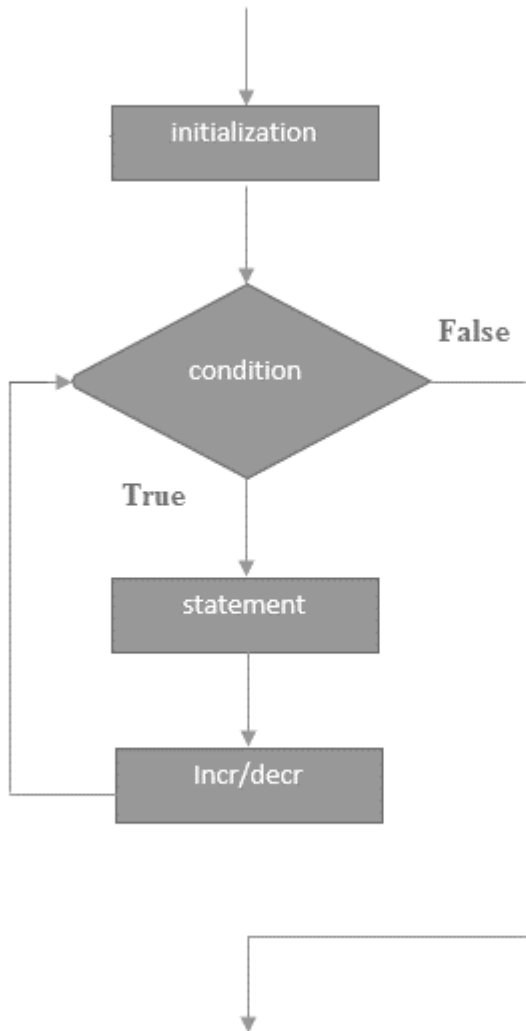 initialization
condition
False
True
statement
Incr/decr